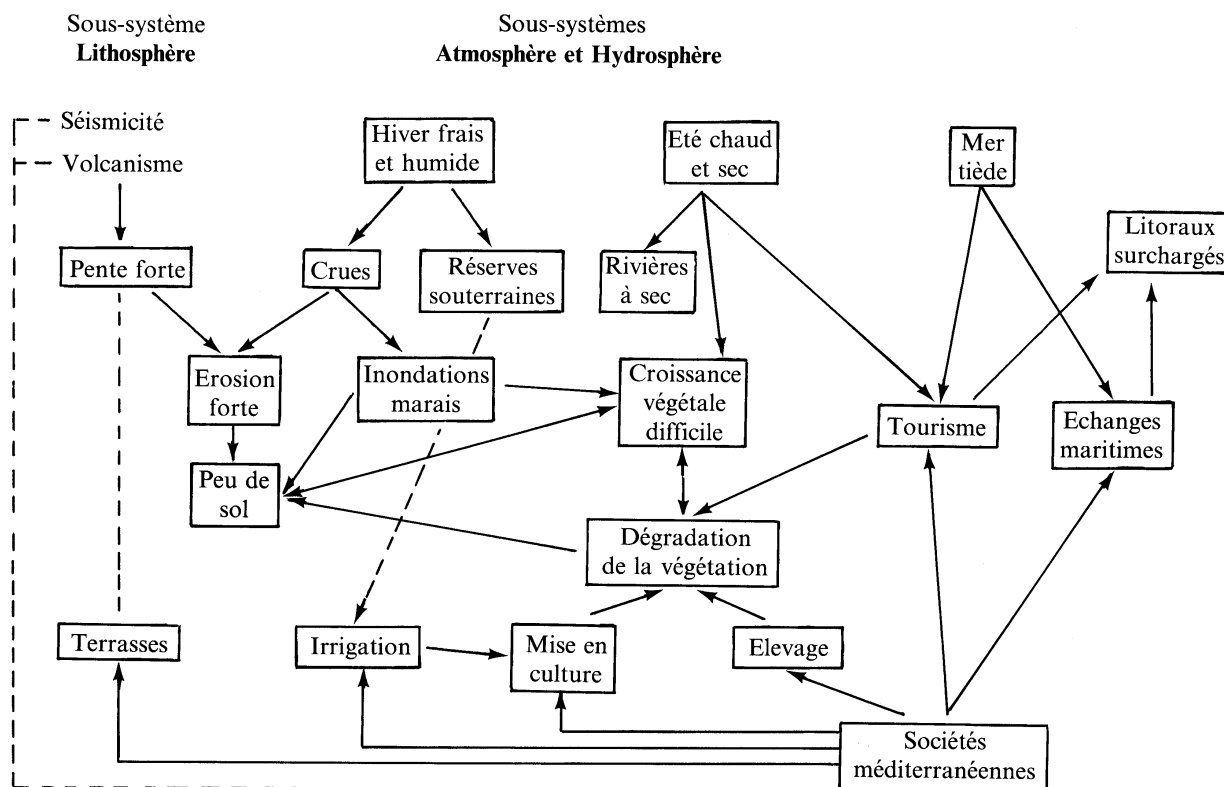 Sous-système
Lithosphère
Sous-systèmes
Atmosphère et Hydrosphère
Séismicité
Volcanisme
Hiver frais
et humide
Eté chaud
et sec
Mer
tiède
Litoraux
surchargés
Pente forte
Crues
Réserves
souterraines
Rivières
à sec
Erosion
forte
Inondations
marais
Croissance
végétale
difficile
Tourisme
Echanges
maritimes
Peu de
sol
Dégradation
de la végétation
Terrasses
Irrigation
Mise en
culture
Elevage
Sociétés
méditerranéennes